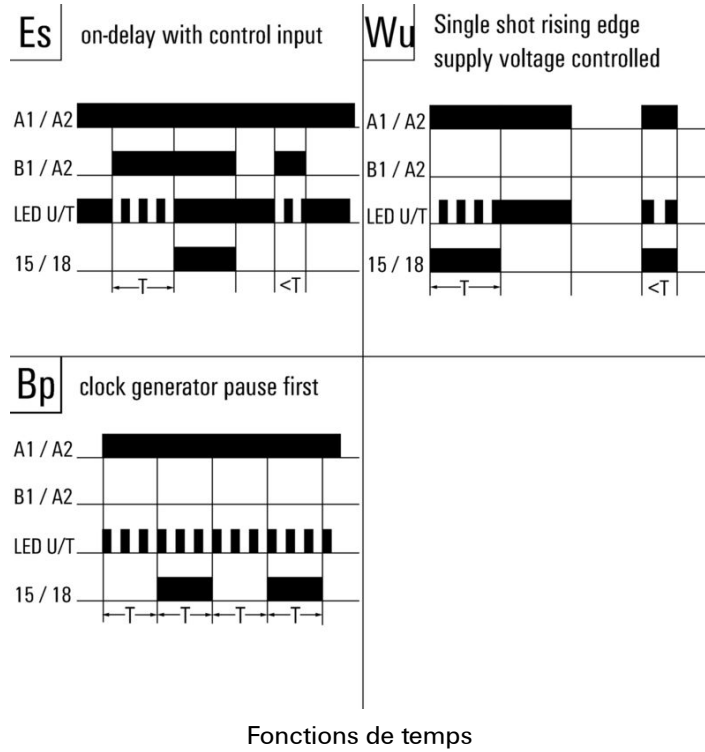 Es on-delay with control input
A1 / A2
B1 / A2
LED U/T
15 / 18
T <T
Wu Single shot rising edge
supply voltage controlled
A1 / A2
B1 / A2
LED U/T
15 / 18
T <T
Bp clock generator pause first
A1 / A2
B1 / A2
LED U/T
15 / 18
T T T T
Fonctions de temps